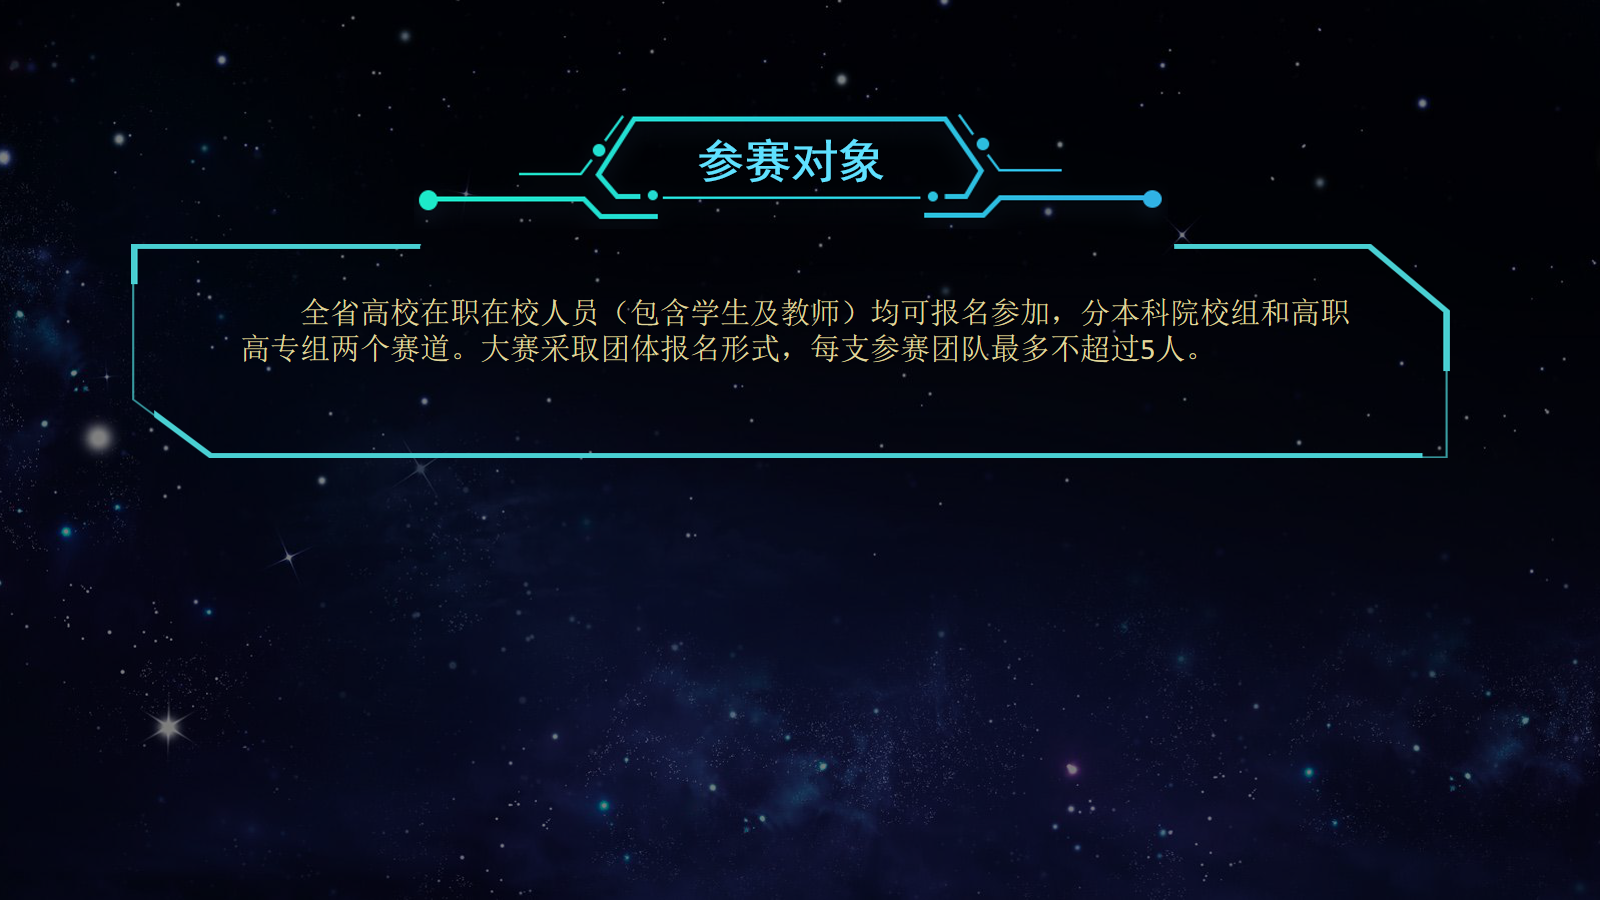 参赛对象
全省高校在职在校人员（包含学生及教师）均可报名参加，分本科院校组和高职
高专组两个赛道。大赛采取团体报名形式，每支参赛团队最多不超过5人。